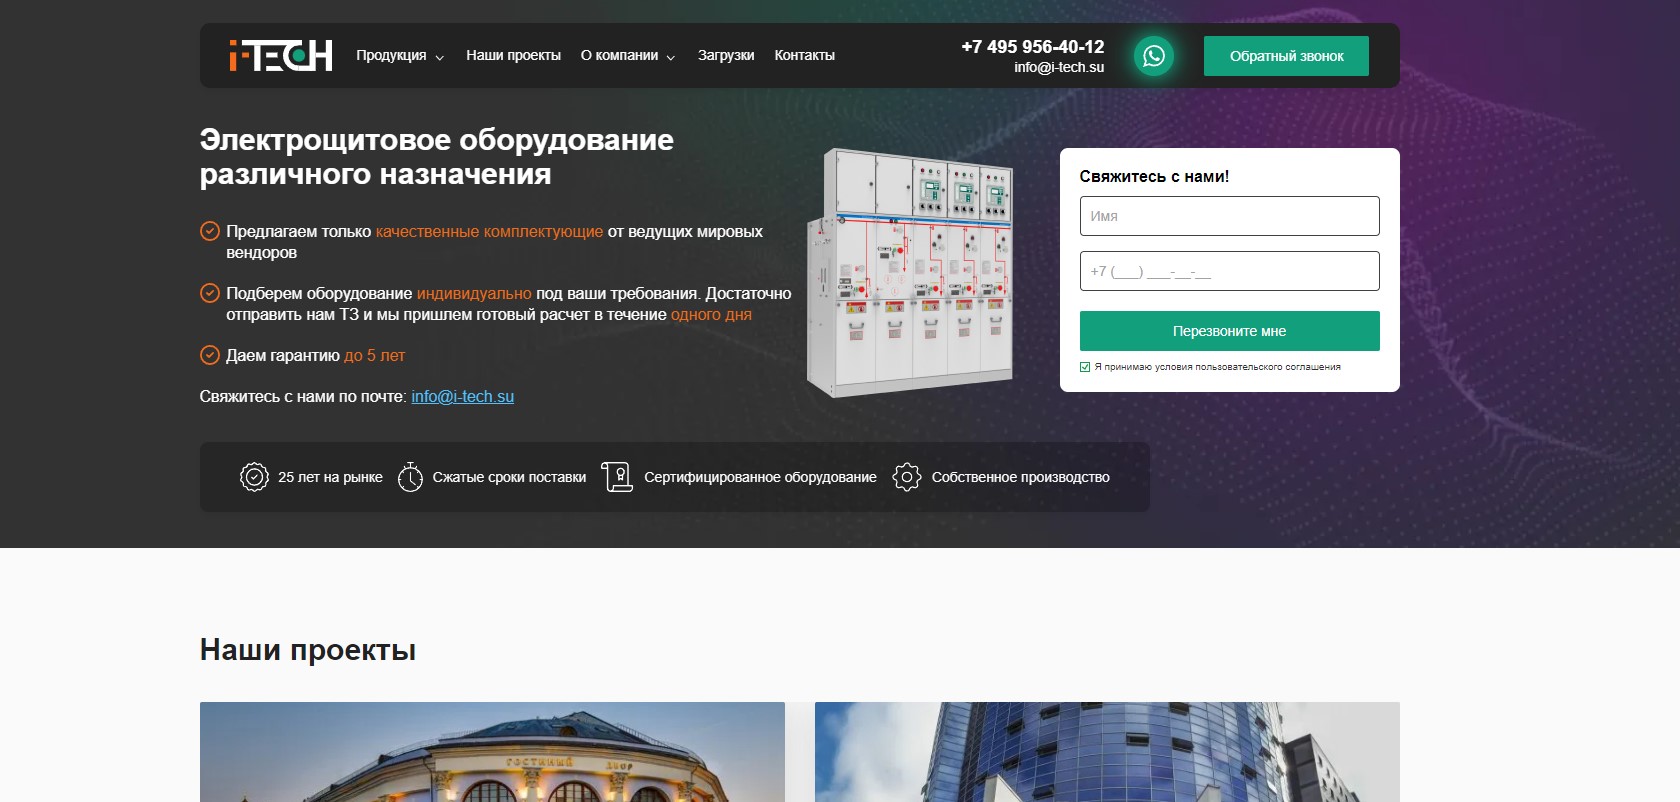 i-TECH
Продукция
Наши проекты
О компании
Загрузки
Контакты
+7 495 956-40-12
info@i-tech.su
Обратный звонок
Электрощитовое оборудование
различного назначения
Предлагаем только качественные комплектующие от ведущих мировых
вендоров
Подберем оборудование индивидуально под ваши требования. Достаточно
отправить нам ТЗ и мы пришлем готовый расчет в течение одного дня
Даем гарантию до 5 лет
Свяжитесь с нами по почте: info@i-tech.su
Свяжитесь с нами!
Имя
+7 (___) ___-__-__
Перезвоните мне
Я принимаю условия пользовательского соглашения
25 лет на рынке
Сжатые сроки поставки
Сертифицированное оборудование
Собственное производство
Наши проекты
ГОСТИНЫЙ ДВОР